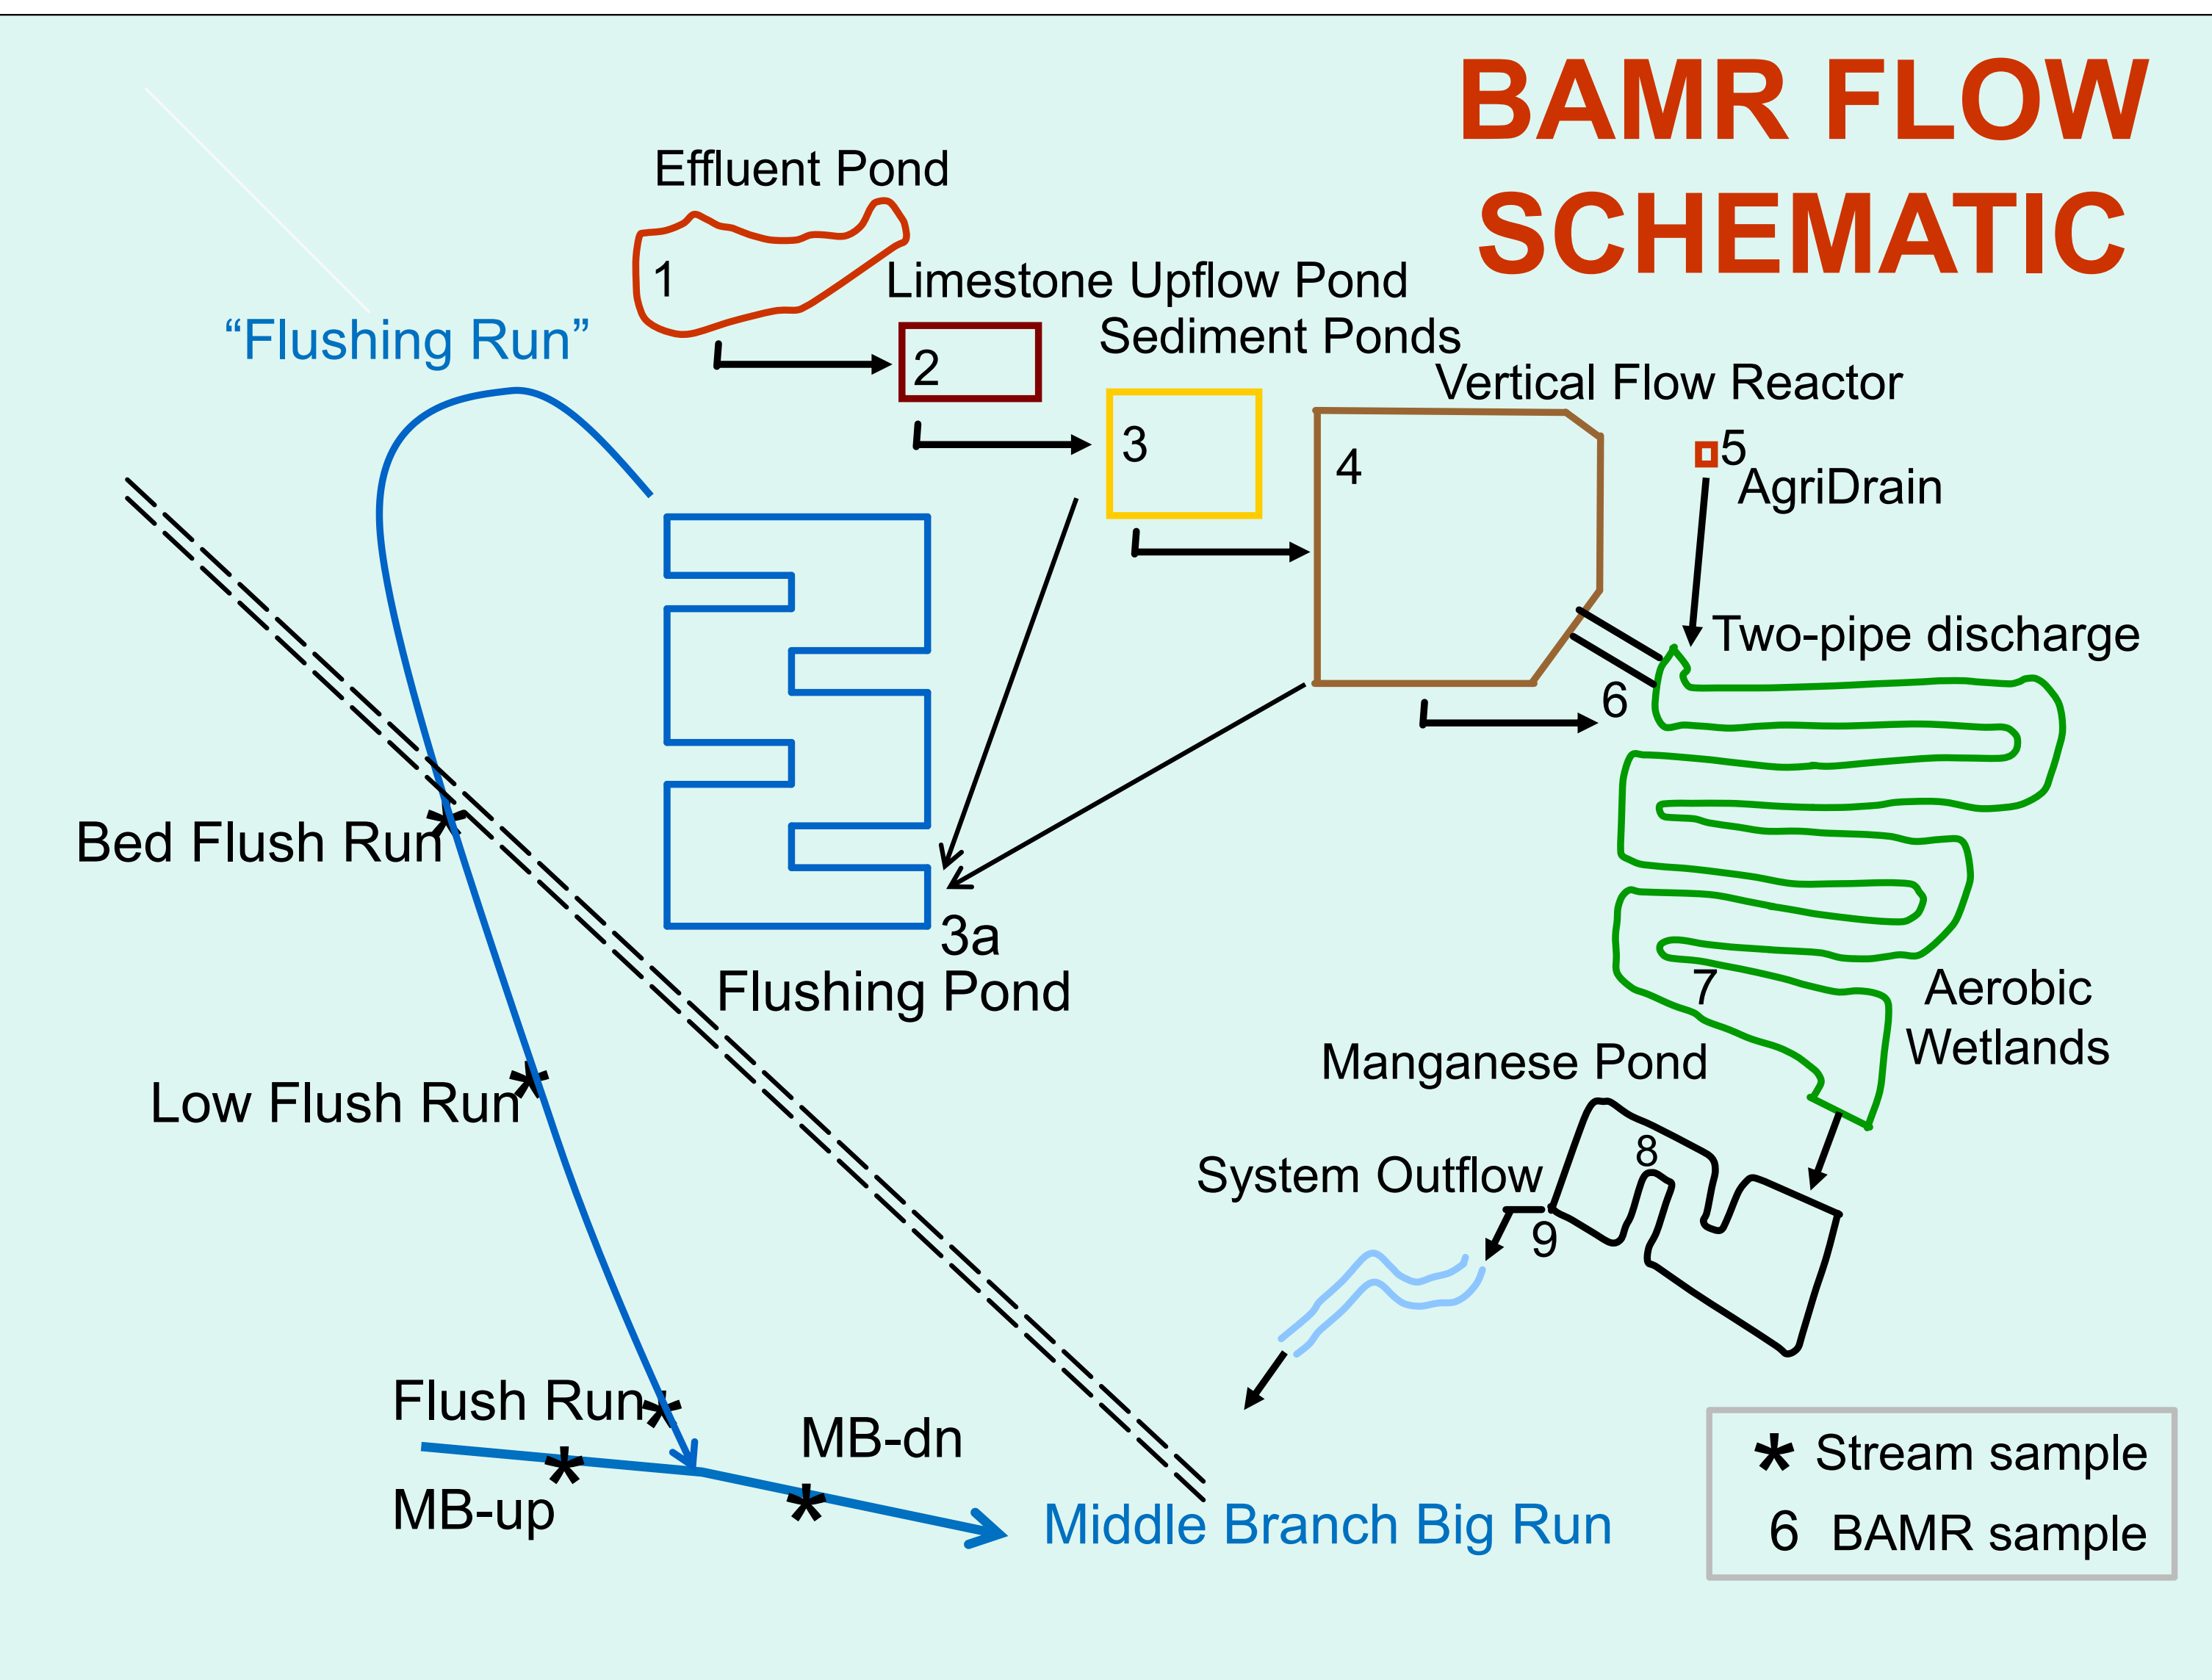 BAMR FLOW
SCHEMATIC
Effluent Pond
1
Limestone Upflow Pond
“Flushing Run”
Sediment Ponds
2
Vertical Flow Reactor
3
4
5
AgriDrain
Two-pipe discharge
6
Bed Flush Run
3a
Flushing Pond
7
Aerobic
Wetlands
Manganese Pond
Low Flush Run
8
System Outflow
9
Flush Run
MB-dn
MB-up
Middle Branch Big Run
* Stream sample
6 BAMR sample